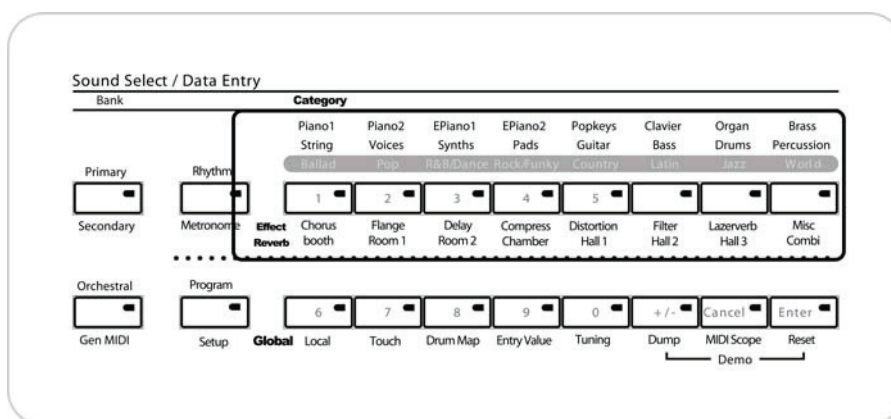 Sound Select / Data Entry
Bank Category
Piano1 Piano2 EPiano1 EPiano2 Popkeys Clavier Organ Brass
String Voices Synths Pads Guitar Bass Drums Percussion
Primary Rhythm Ballad Pop R&B/Dance Rock/Funky Country Latin Jazz World
1 2 3 4 5
Secondary Metronome Effect Chorus Flange Delay Compress Distortion Filter Lazerverb Misc
Reverb booth Room 1 Room 2 Chamber Hall 1 Hall 2 Hall 3 Combi
Orchestral Program
6 7 8 9 0 +/- Cancel Enter
Gen MIDI Setup Global Local Touch Drum Map Entry Value Tuning Dump MIDI Scope Reset
Demo